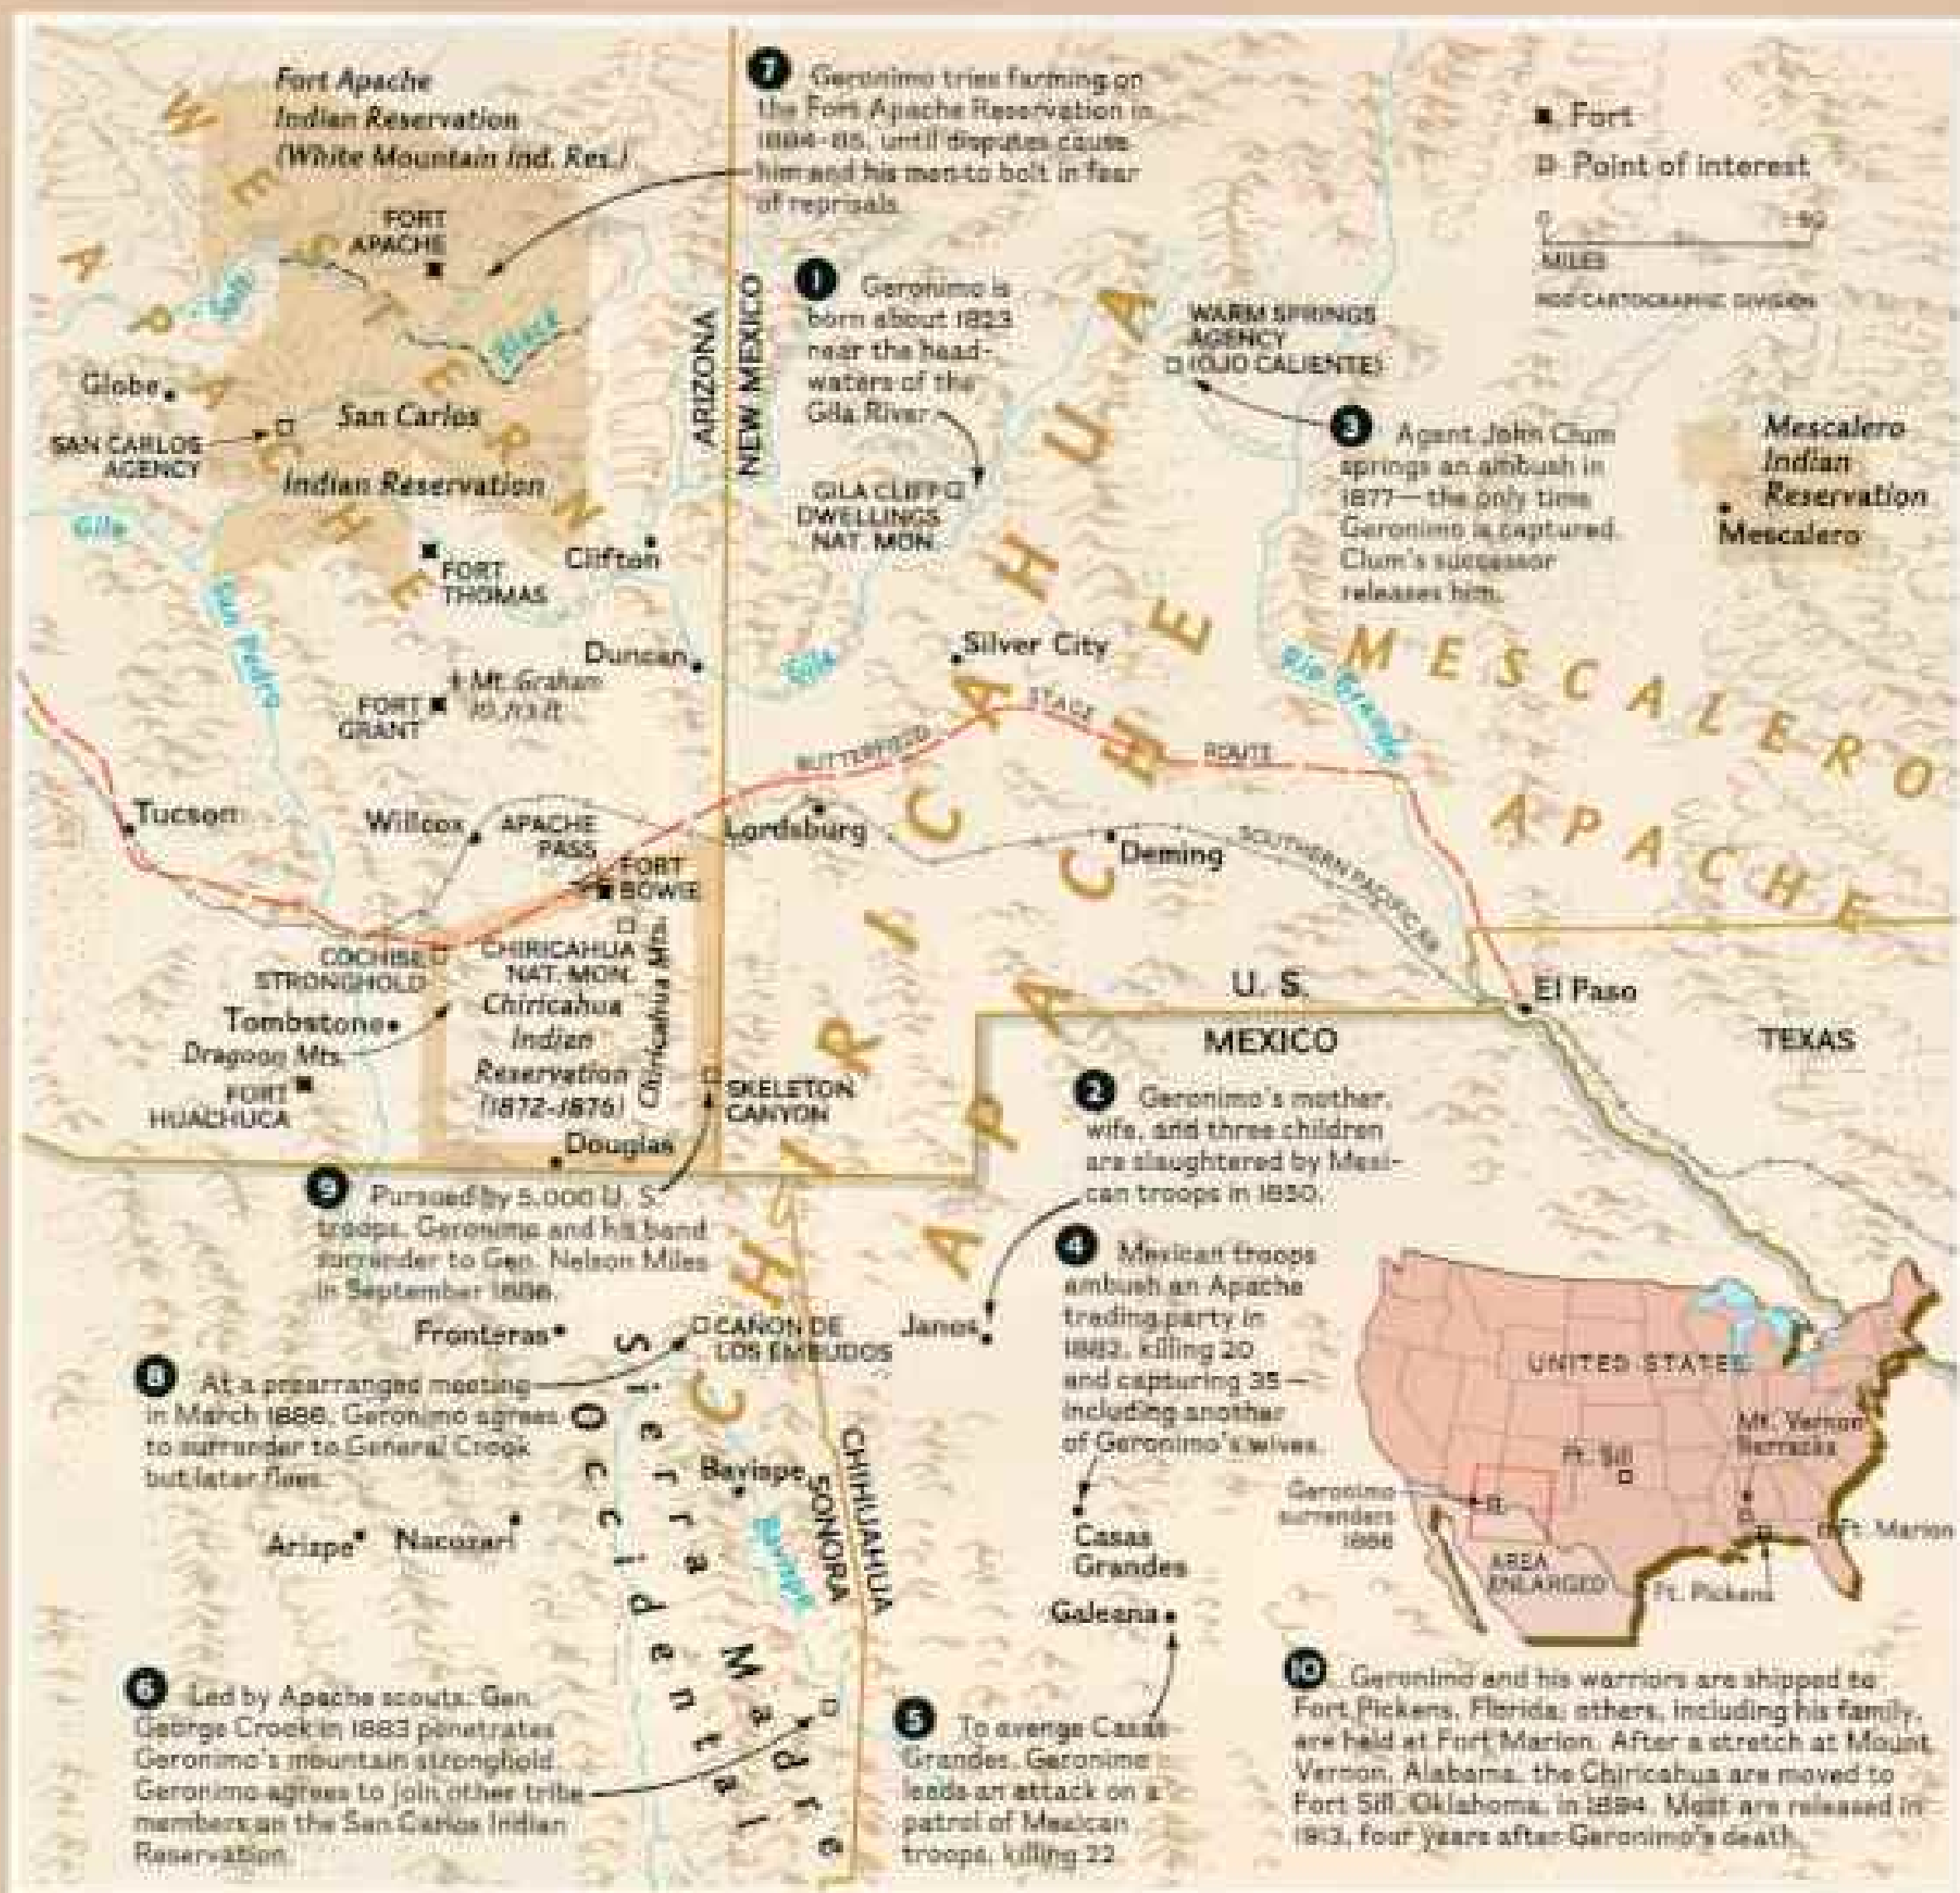 Fort Apache
Indian Reservation
(White Mountain Ind. Res.)
FORT
APACHE
7 Geronimo tries farming on
the Fort Apache Reservation in
1884-85, until disputes cause
him and his men to bolt in fear
of reprisals.
Fort
Point of interest
0
50
MILES
NGS CARTOGRAPHIC DIVISION
WESTERN
APACHE
Salt
Black
Globe
SAN CARLOS
AGENCY
San Carlos
Indian Reservation
Gila
San Pedro
FORT
THOMAS
Clifton
Duncan
Mt. Graham
FORT
GRANT
ARIZONA
NEW MEXICO
1 Geronimo is
born about 1823
near the head-
waters of the
Gila River
GILA CLIFF
DWELLINGS
NAT. MON.
Gila
WARM SPRINGS
AGENCY
(OJO CALIENTE)
3 Agent John Clum
springs an ambush in
1877—the only time
Geronimo is captured.
Clum's successor
releases him.
Mescalero
Indian
Reservation
Mescalero
MESCALERO
APACHE
Rio Grande
Silver City
BUTTERFIELD
STAGE
ROUTE
CHIRICAHUA
APACHE
Tucson
Willcox
APACHE
PASS
FORT
BOWIE
Lordsburg
Deming
SOUTHERN PACIFIC RR
COCHISE
STRONGHOLD
CHIRICAHUA
NAT. MON.
Chiricahua Mts.
Chiricahua
Indian
Reservation
(1872-1876)
Tombstone
Dragoon Mts.
FORT
HUACHUCA
SKELETON
CANYON
Douglas
U. S.
MEXICO
El Paso
TEXAS
2 Geronimo's mother,
wife, and three children
are slaughtered by Mexi-
can troops in 1850.
9 Pursued by 5,000 U. S.
troops, Geronimo and his band
surrender to Gen. Nelson Miles
in September 1886.
4 Mexican troops
ambush an Apache
trading party in
1882, killing 20
and capturing 35—
including another
of Geronimo's wives.
Fronteras
CAÑON DE
LOS EMBUDOS
Janos
8 At a prearranged meeting
in March 1886, Geronimo agrees
to surrender to General Crook
but later flees.
Sierra Madre
Occidental
Bavispe
Bavispe
SONORA
CHIHUAHUA
Arizpe
Nacozari
Casas
Grandes
Galeana
UNITED STATES
Mt. Vernon
Barracks
Ft. Sill
Geronimo
surrenders
1886
AREA
ENLARGED
Ft. Marion
Ft. Pickens
6 Led by Apache scouts, Gen.
George Crook in 1883 penetrates
Geronimo's mountain stronghold.
Geronimo agrees to join other tribe
members on the San Carlos Indian
Reservation.
5 To avenge Casas
Grandes, Geronimo
leads an attack on a
patrol of Mexican
troops, killing 22.
10 Geronimo and his warriors are shipped to
Fort Pickens, Florida; others, including his family,
are held at Fort Marion. After a stretch at Mount
Vernon, Alabama, the Chiricahua are moved to
Fort Sill, Oklahoma, in 1894. Most are released in
1913, four years after Geronimo's death.